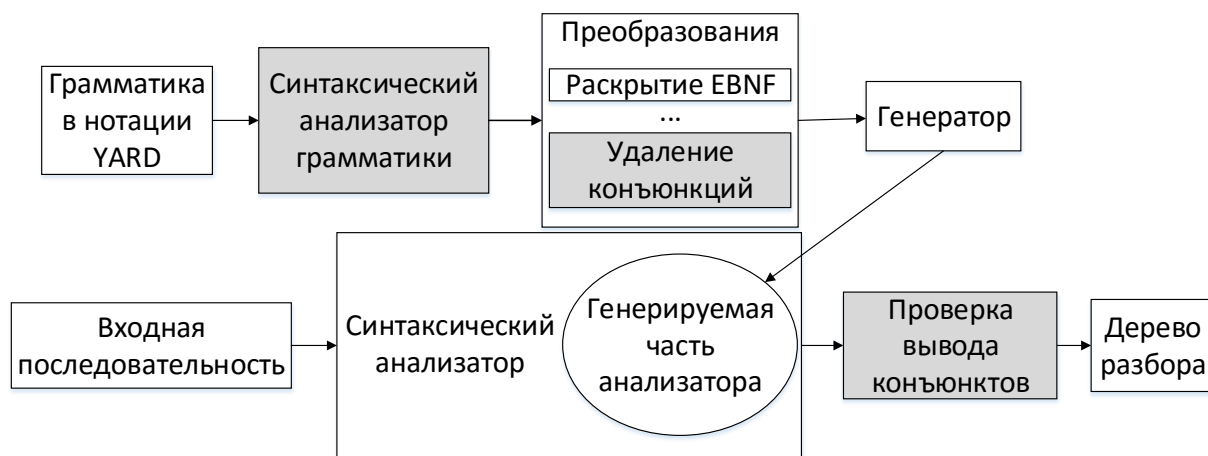 Грамматика
в нотации
YARD
Синтаксический
анализатор
грамматики
Преобразования
Раскрытие EBNF
...
Удаление
конъюнкций
Генератор
Входная
последовательность
Синтаксический
анализатор
Генерируемая
часть
анализатора
Проверка
вывода
конъюнктов
Дерево
разбора